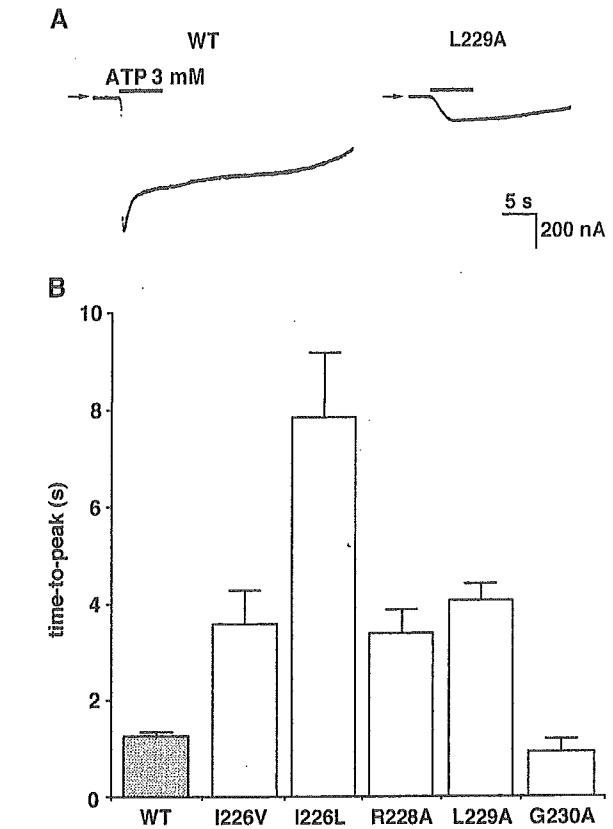 A
WT
L229A
ATP 3 mM
5 s
200 nA
B
10
8
6
4
2
0
time-to-peak (s)
WT
I226V
I226L
R228A
L229A
G230A